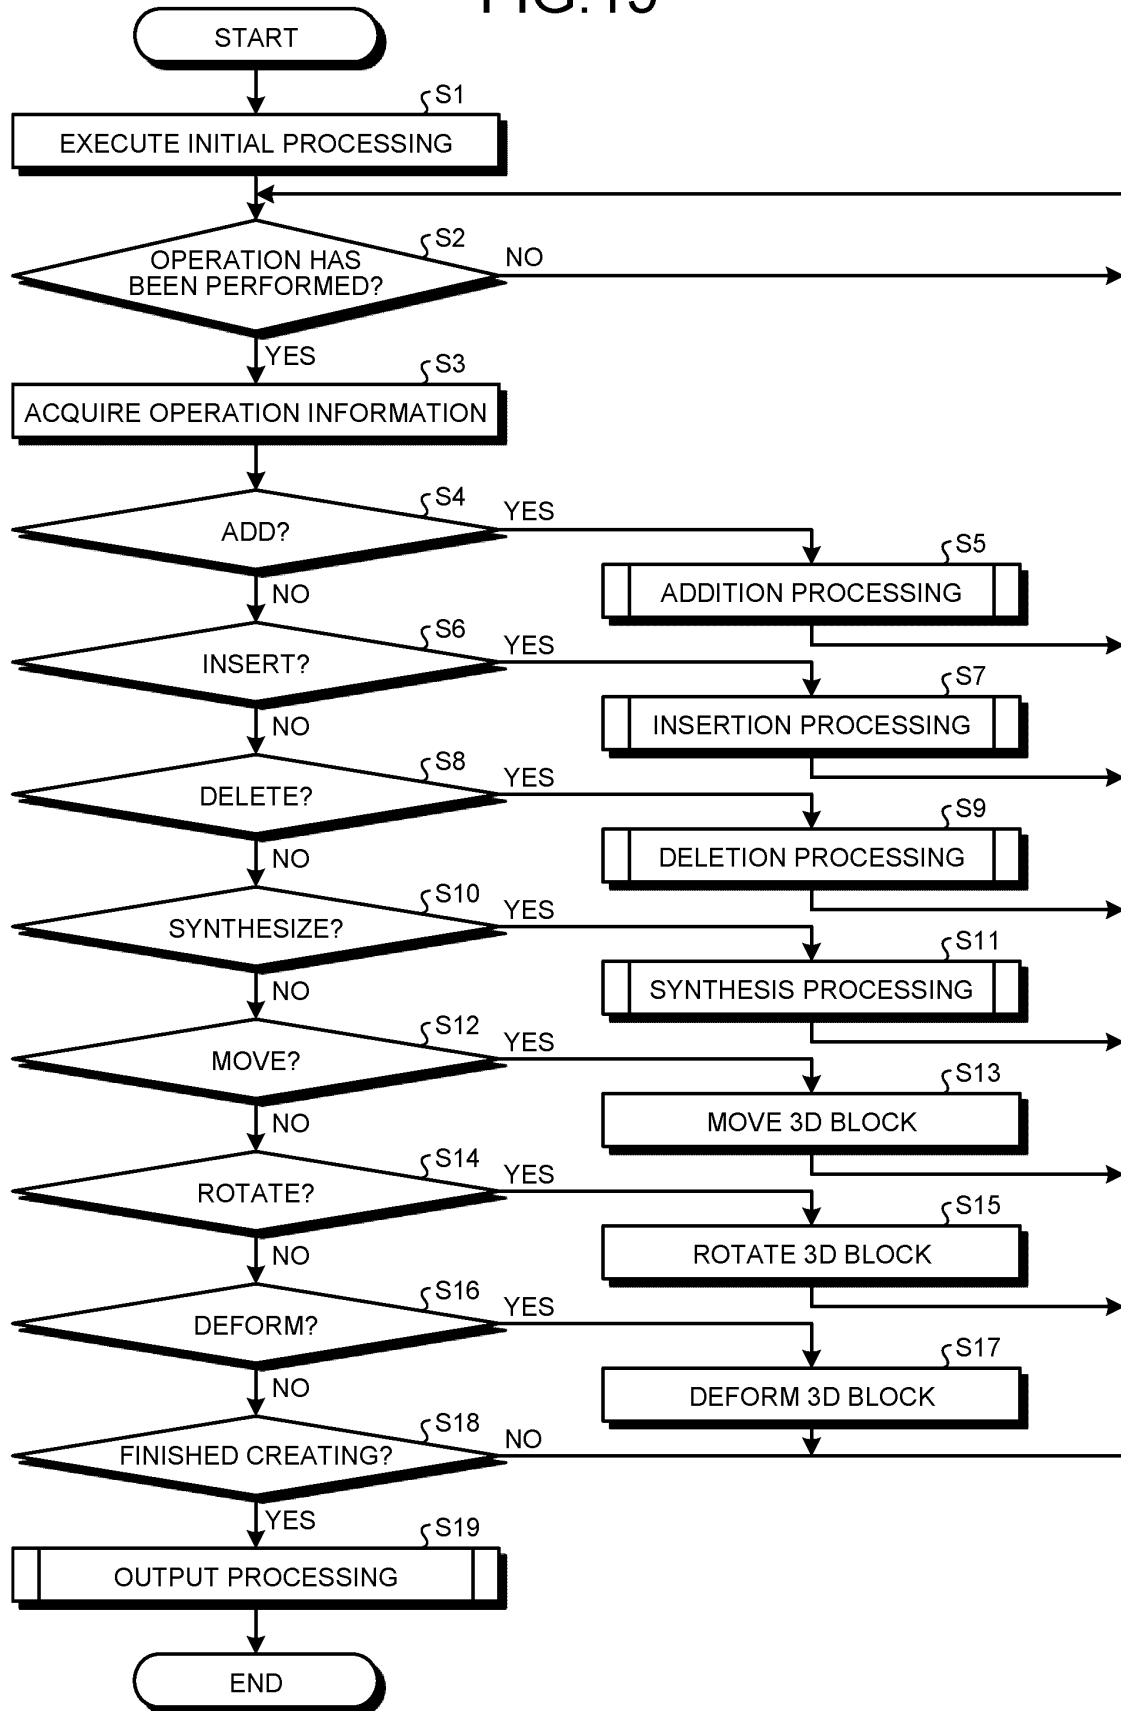 START
S1
EXECUTE INITIAL PROCESSING
S2
OPERATION HAS
BEEN PERFORMED?
NO
YES
S3
ACQUIRE OPERATION INFORMATION
S4
ADD?
YES
NO
S5
ADDITION PROCESSING
S6
INSERT?
YES
NO
S7
INSERTION PROCESSING
S8
DELETE?
YES
NO
S9
DELETION PROCESSING
S10
SYNTHESIZE?
YES
NO
S11
SYNTHESIS PROCESSING
S12
MOVE?
YES
NO
S13
MOVE 3D BLOCK
S14
ROTATE?
YES
NO
S15
ROTATE 3D BLOCK
S16
DEFORM?
YES
NO
S17
DEFORM 3D BLOCK
S18
FINISHED CREATING?
NO
YES
S19
OUTPUT PROCESSING
END